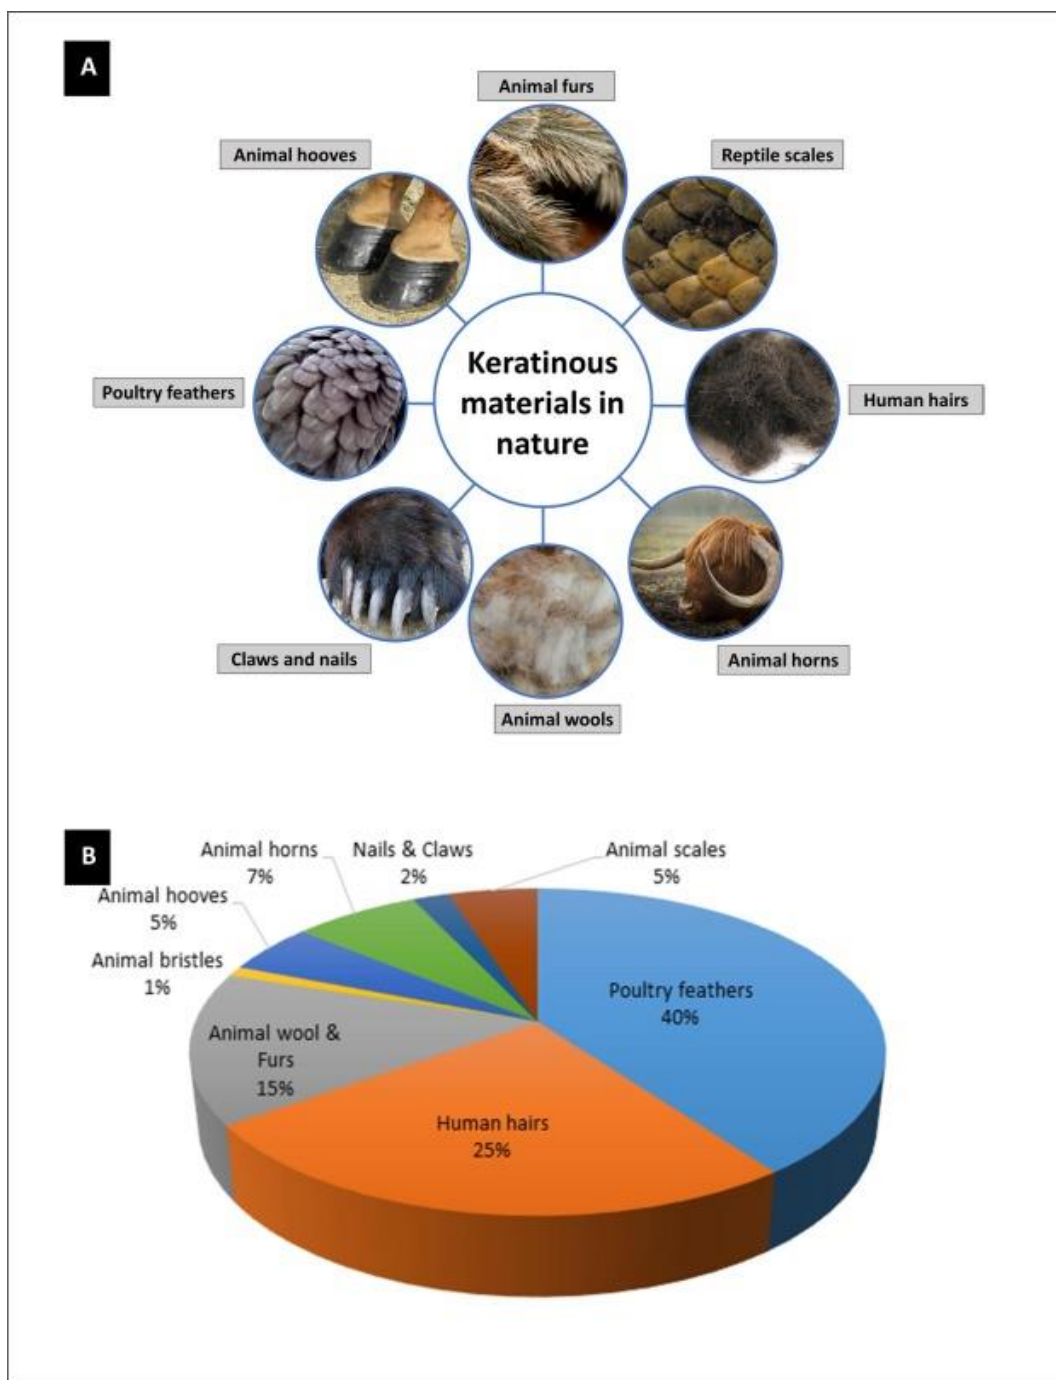 A
Animal furs
Animal hooves
Reptile scales
Keratinous
materials in
nature
Poultry feathers
Human hairs
Claws and nails
Animal horns
Animal wools
B
Animal horns
7%
Nails & Claws
2%
Animal scales
5%
Animal hooves
5%
Animal bristles
1%
Poultry feathers
40%
Animal wool &
Furs
15%
Human hairs
25%